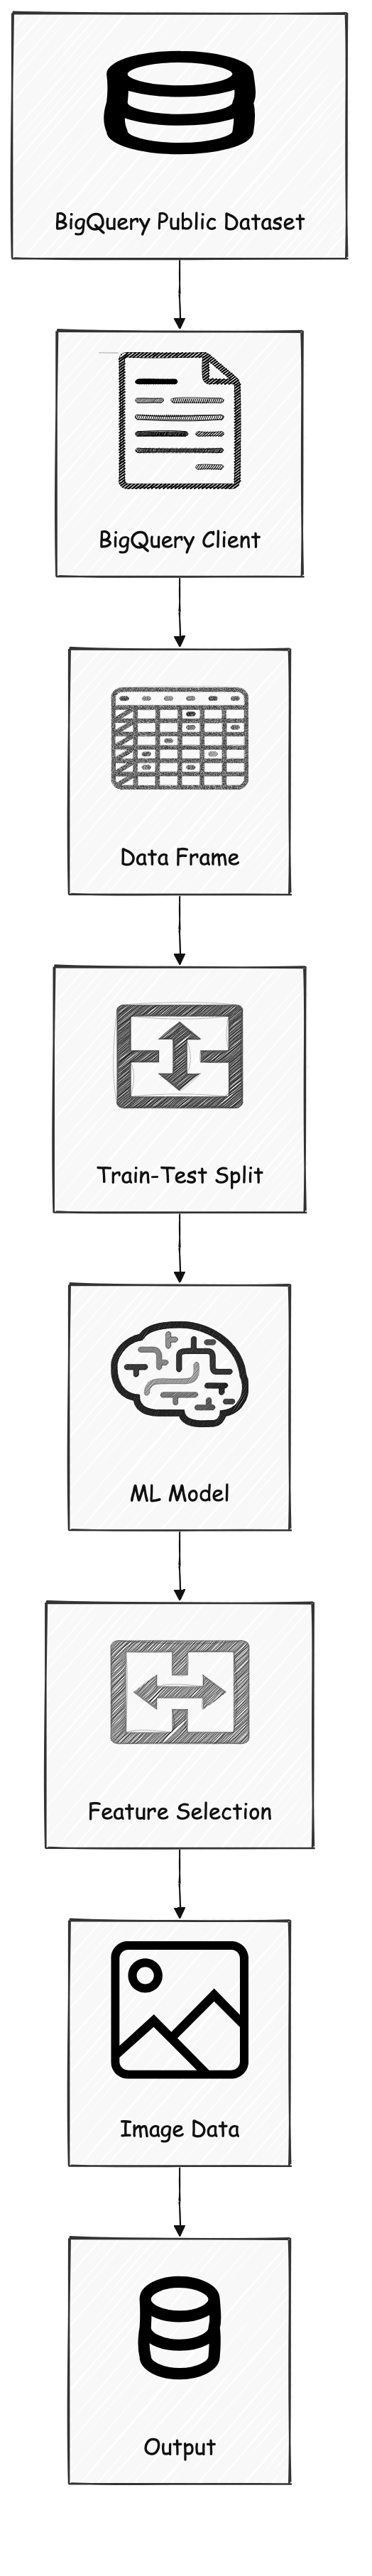 BigQuery Public Dataset
BigQuery Client
Data Frame
Train-Test Split
ML Model
Feature Selection
Image Data
Output